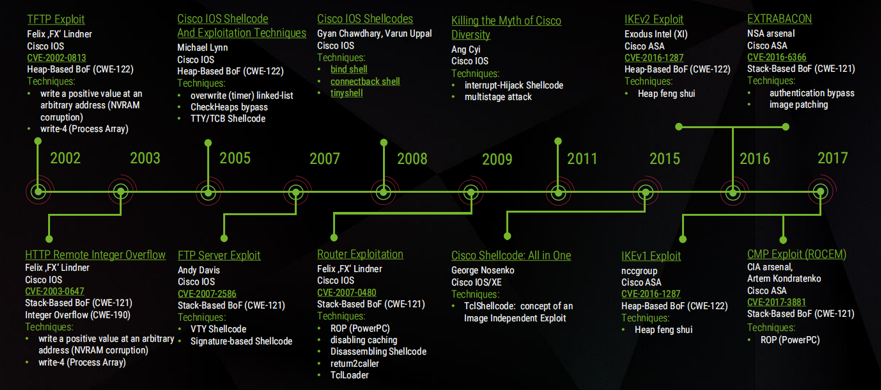 TFTP Exploit
Felix ,FX' Lindner
Cisco IOS
CVE-2002-0813
Heap-Based BoF (CWE-122)
Techniques:
• write a positive value at an
arbitrary address (NVRAM
corruption)
• write-4 (Process Array)
Cisco IOS Shellcode
And Exploitation Techniques
Michael Lynn
Cisco IOS
Heap-Based BoF (CWE-122)
Techniques:
• overwrite (timer) linked-list
• CheckHeaps bypass
• TTY/TCB Shellcode
Cisco IOS Shellcodes
Gyan Chawdhary, Varun Uppal
Cisco IOS
Techniques:
• bind shell
• connectback shell
• tinyshell
Killing the Myth of Cisco
Diversity
Ang Cyi
Cisco IOS
Techniques:
• interrupt-Hijack Shellcode
• multistage attack
IKEv2 Exploit
Exodus Intel (XI)
Cisco ASA
CVE-2016-1287
Heap-Based BoF (CWE-122)
Techniques:
• Heap feng shui
EXTRABACON
NSA arsenal
Cisco ASA
CVE-2016-6366
Stack-Based BoF (CWE-121)
Techniques:
• authentication bypass
• image patching
2002 2003 2005 2007 2008 2009 2011 2015 2016 2017
HTTP Remote Integer Overflow
Felix ,FX' Lindner
Cisco IOS
CVE-2003-0647
Stack-Based BoF (CWE-121)
Integer Overflow (CWE-190)
Techniques:
• write a positive value at an arbitrary
address (NVRAM corruption)
• write-4 (Process Array)
FTP Server Exploit
Andy Davis
Cisco IOS
CVE-2007-2586
Stack-Based BoF (CWE-121)
Techniques:
• VTY Shellcode
• Signature-based Shellcode
Router Exploitation
Felix ,FX' Lindner
Cisco IOS
CVE-2007-0480
Stack-Based BoF (CWE-121)
Techniques:
• ROP (PowerPC)
• disabling caching
• Disassembling Shellcode
• return2caller
• TclLoader
Cisco Shellcode: All in One
George Nosenko
Cisco IOS/XE
Techniques:
• TclShellcode: concept of an
Image Independent Exploit
IKEv1 Exploit
nccgroup
Cisco ASA
CVE-2016-1287
Heap-Based BoF (CWE-122)
Techniques:
• Heap feng shui
CMP Exploit (ROCEM)
CIA arsenal,
Artem Kondratenko
Cisco ASA
CVE-2017-3881
Stack-Based BoF (CWE-121)
Techniques:
• ROP (PowerPC)